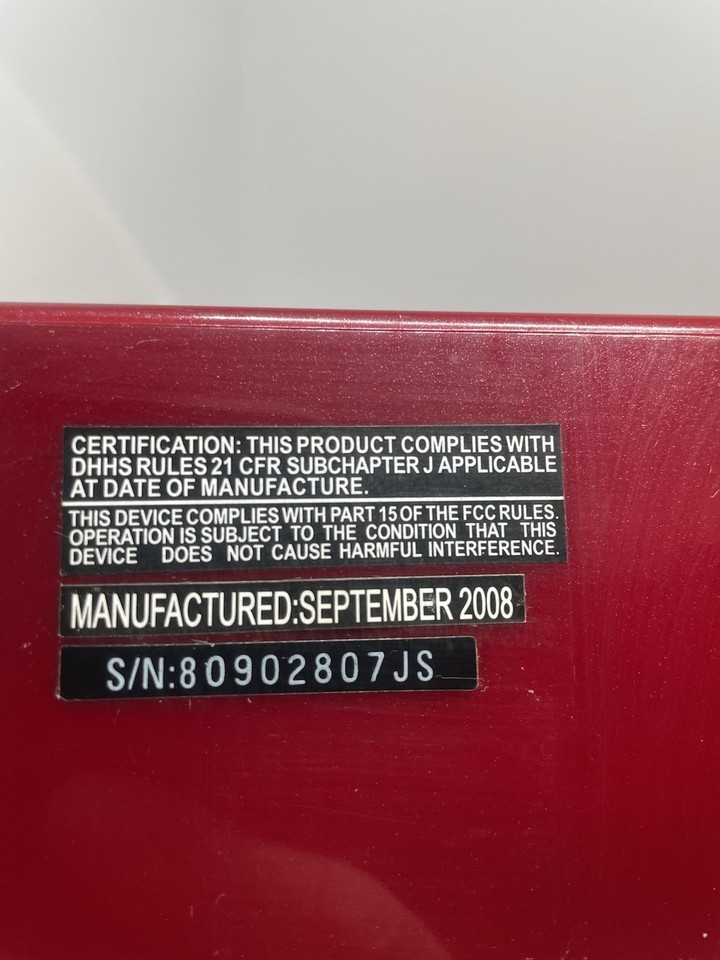 CERTIFICATION: THIS PRODUCT COMPLIES WITH
DHHS RULES 21 CFR SUBCHAPTER J APPLICABLE
AT DATE OF MANUFACTURE.
THIS DEVICE COMPLIES WITH PART 15 OF THE FCC RULES.
OPERATION IS SUBJECT TO THE CONDITION THAT THIS
DEVICE DOES NOT CAUSE HARMFUL INTERFERENCE.
MANUFACTURED:SEPTEMBER 2008
S/N:80902807JS